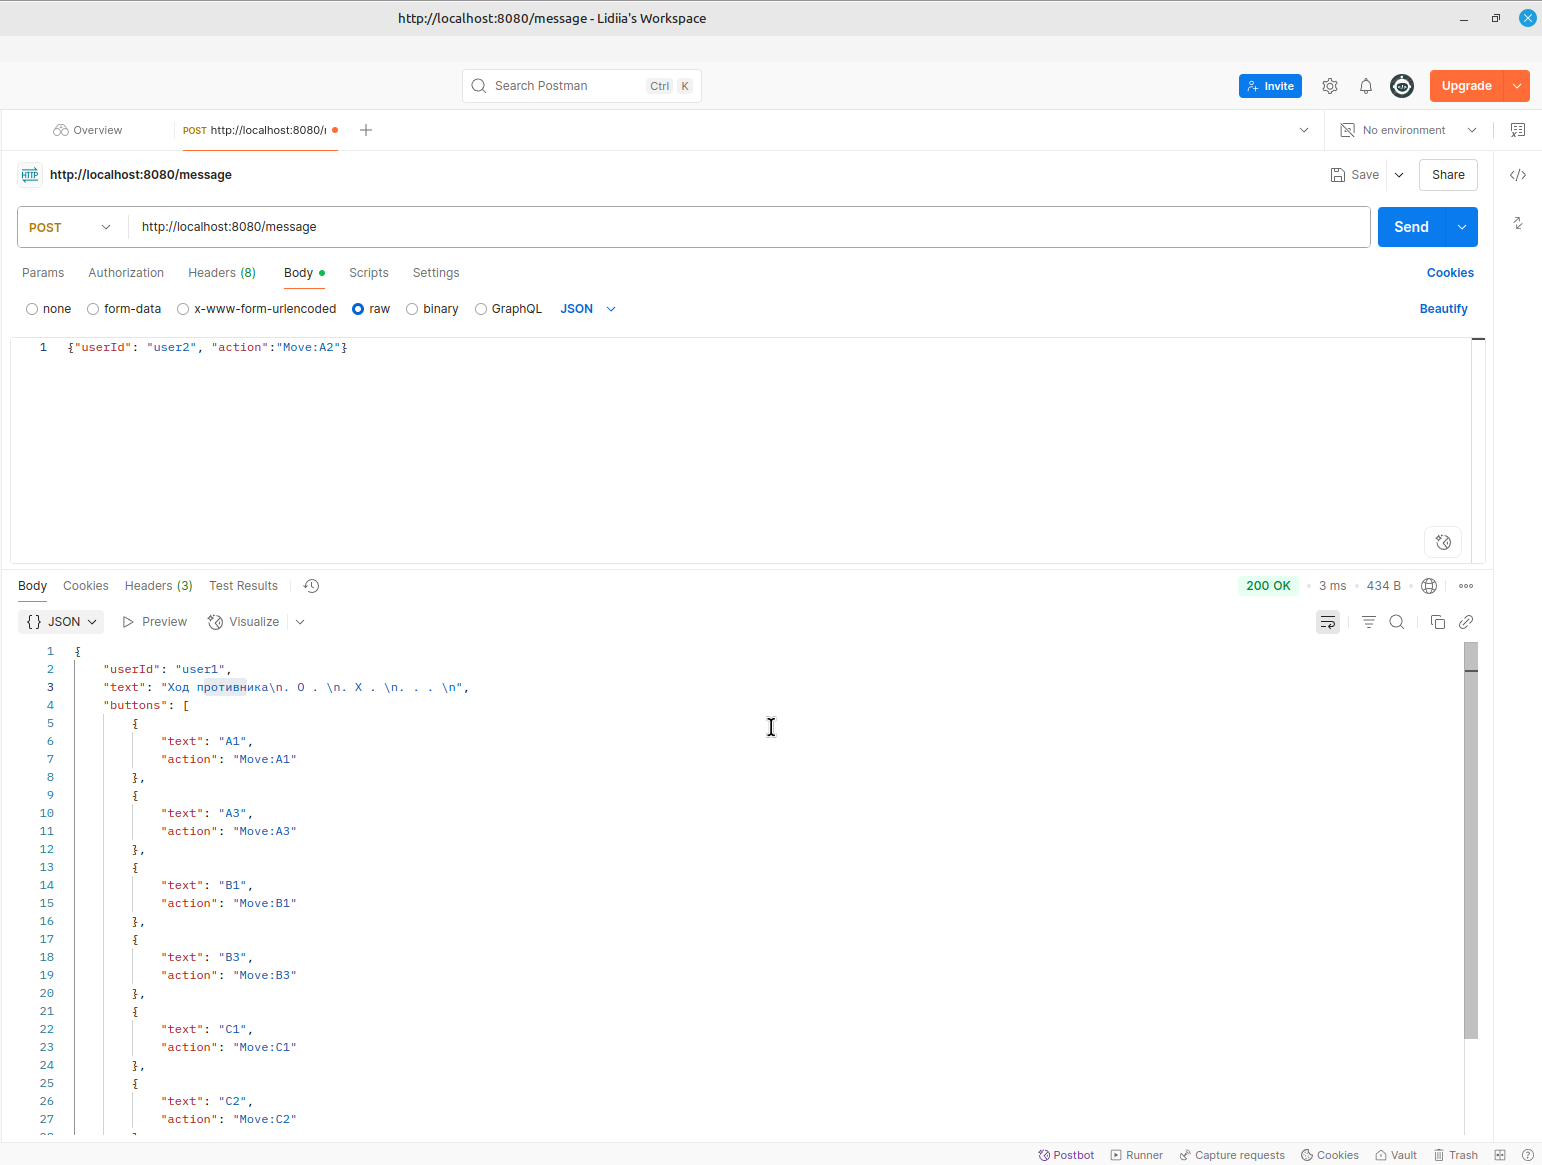 http://localhost:8080/message - Lidiia's Workspace
Search Postman Ctrl K Invite Upgrade
Overview POST http://localhost:8080/ No environment
HTTP http://localhost:8080/message Save Share
POST http://localhost:8080/message Send
Params Authorization Headers (8) Body Scripts Settings Cookies
none form-data x-www-form-urlencoded raw binary GraphQL JSON Beautify
1 {"userId": "user2", "action":"Move:A2"}
Body Cookies Headers (3) Test Results 200 OK 3 ms 434 B
{} JSON Preview Visualize
1 {
2 "userId": "user1",
3 "text": "Ход противника\n. O . \n. X . \n. . . \n",
4 "buttons": [
5 {
6 "text": "A1",
7 "action": "Move:A1"
8 },
9 {
10 "text": "A3",
11 "action": "Move:A3"
12 },
13 {
14 "text": "B1",
15 "action": "Move:B1"
16 },
17 {
18 "text": "B3",
19 "action": "Move:B3"
20 },
21 {
22 "text": "C1",
23 "action": "Move:C1"
24 },
25 {
26 "text": "C2",
27 "action": "Move:C2"
Postbot Runner Capture requests Cookies Vault Trash